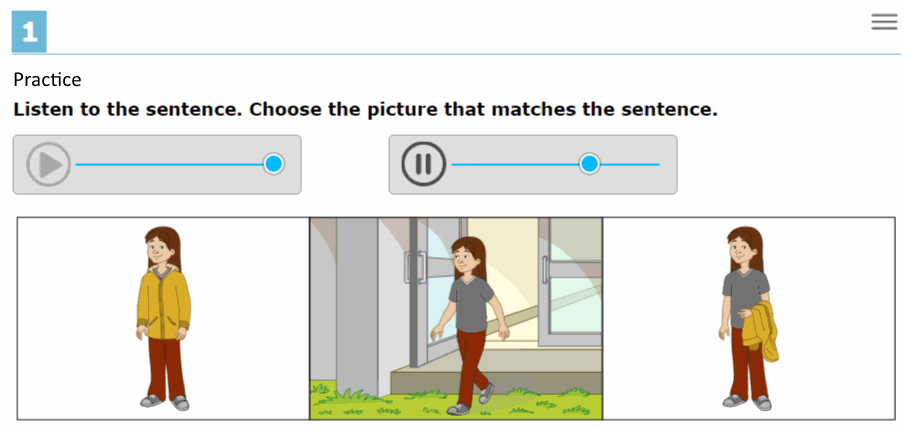 1
Practice
Listen to the sentence. Choose the picture that matches the sentence.